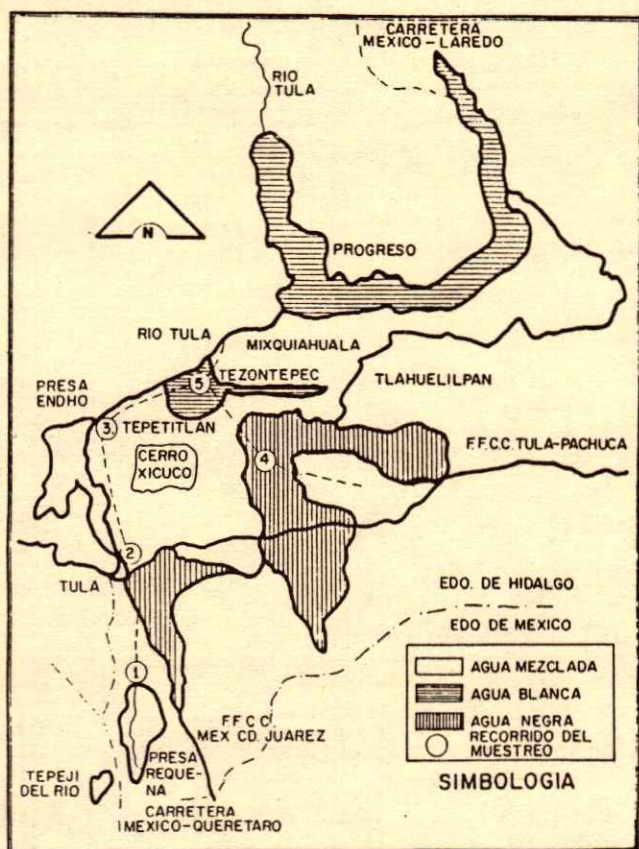 CARRETERA
MEXICO-LAREDO
RIO
TULA
N
PROGRESO
RIO TULA
MIXQUIAHUALA
TEZONTEPEC
TLAHUELILPAN
PRESA
ENDHO
5
3
TEPETITLAN
CERRO
XICUCO
4
F.F.C.C. TULA-PACHUCA
2
TULA
EDO. DE HIDALGO
EDO DE MEXICO
1
AGUA MEZCLADA
AGUA BLANCA
AGUA NEGRA
RECORRIDO DEL
MUESTREO
SIMBOLOGIA
F.F.C.C.
MEX CD. JUAREZ
PRESA
REQUE-
NA
TEPEJI
DEL RIO
CARRETERA
MEXICO-QUERETARO